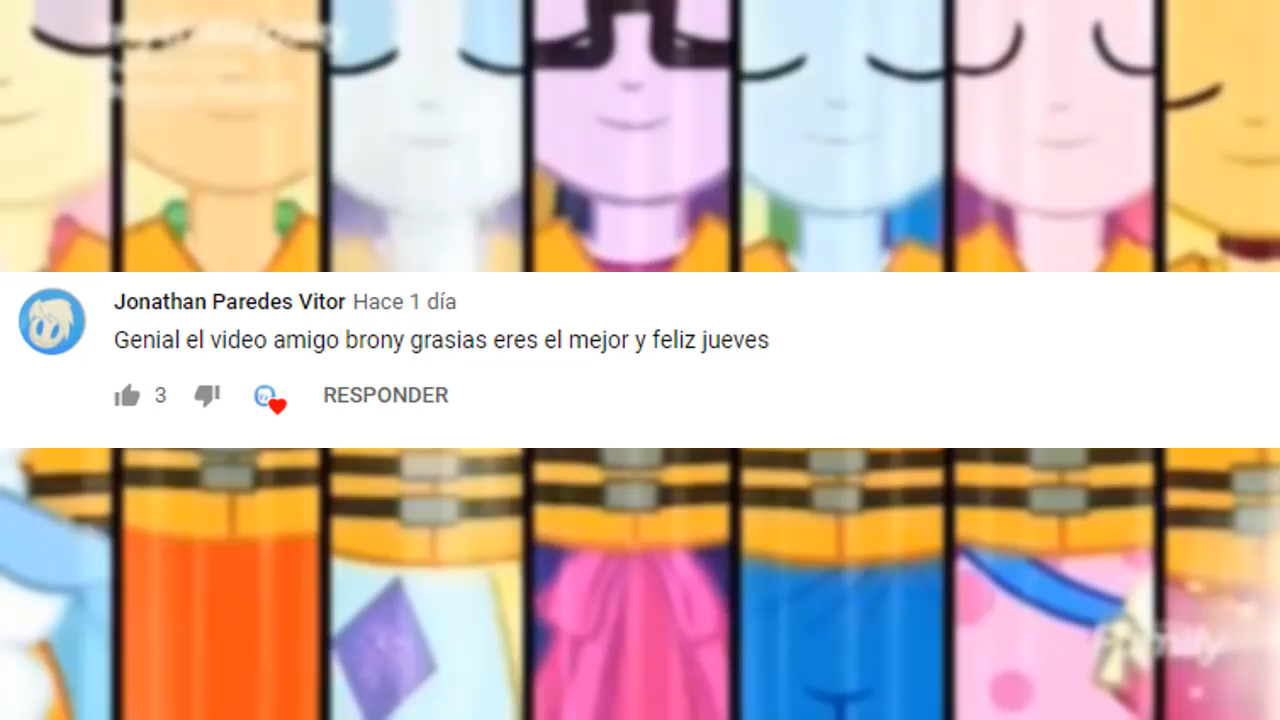 Jonathan Paredes Vitor Hace 1 día
Genial el video amigo brony grasias eres el mejor y feliz jueves
3
RESPONDER
Family